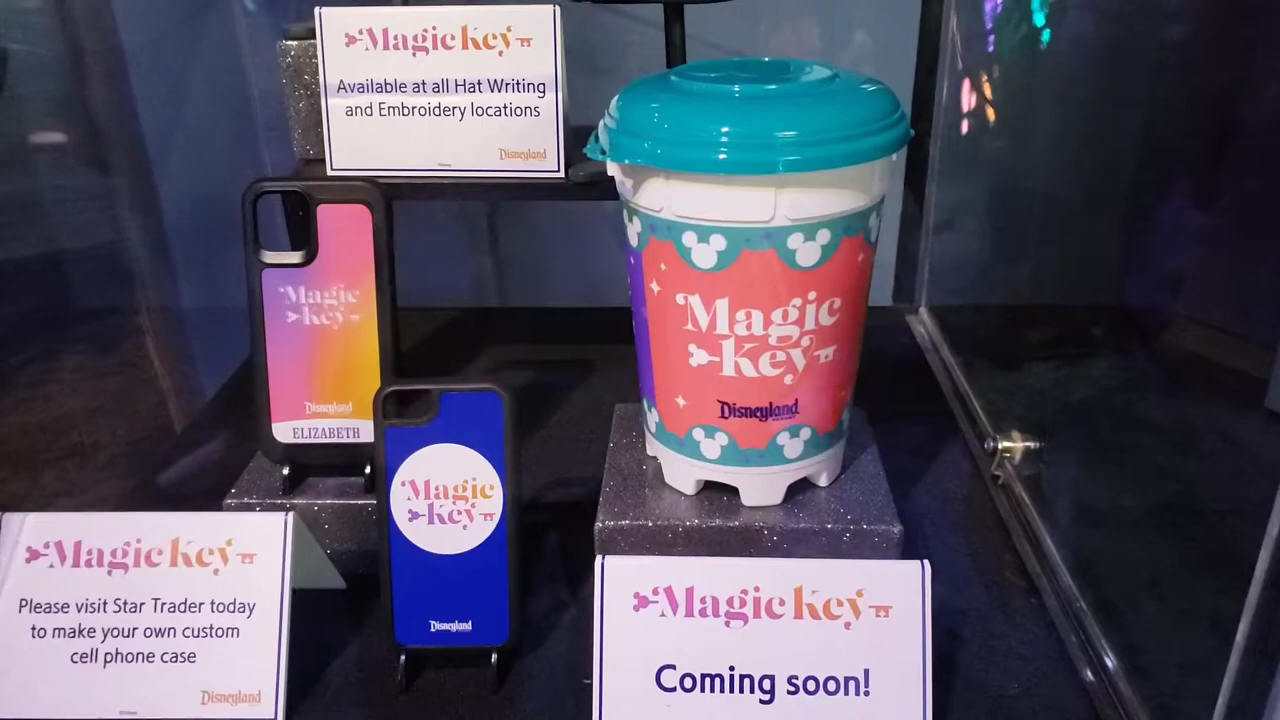 Magic Key
Available at all Hat Writing
and Embroidery locations
Disneyland
Magic
Key
Disneyland
ELIZABETH
Magic
Key
Disneyland
RESORT
Magic
Key
Disneyland
Magic Key
Please visit Star Trader today
to make your own custom
cell phone case
Disneyland
Magic Key
Coming soon!